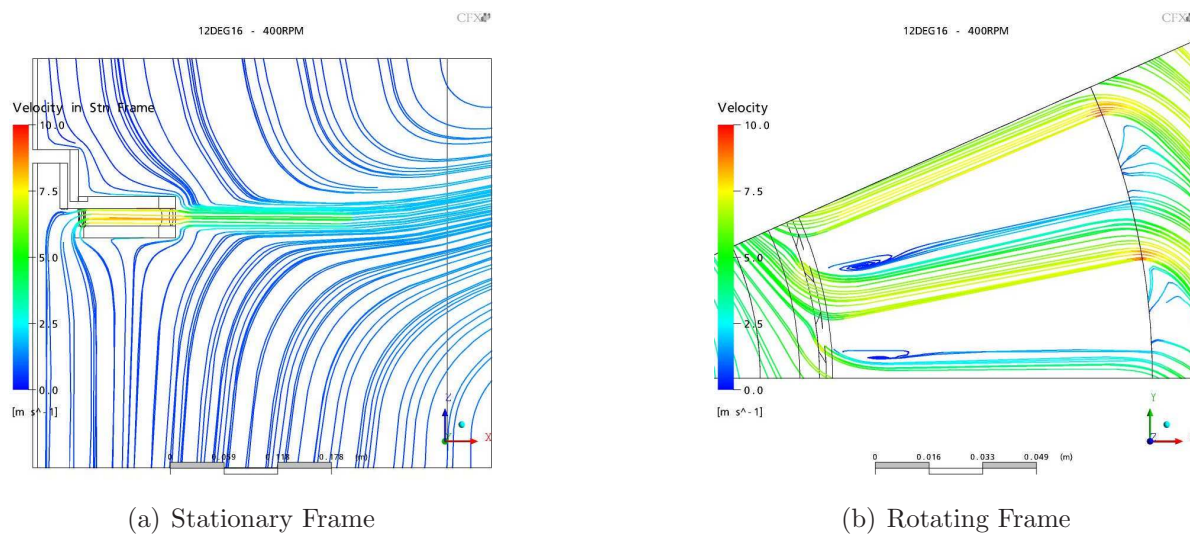 CFX
12DEG16 - 400RPM
Velocity in Stn Frame
10.0
7.5
5.0
2.5
0.0
[m s^-1]
Z
X
0 0.059 0.118 0.178 (m)
(a) Stationary Frame
CFX
12DEG16 - 400RPM
Velocity
10.0
7.5
5.0
2.5
0.0
[m s^-1]
Y
Z
X
0 0.016 0.033 0.049 (m)
(b) Rotating Frame